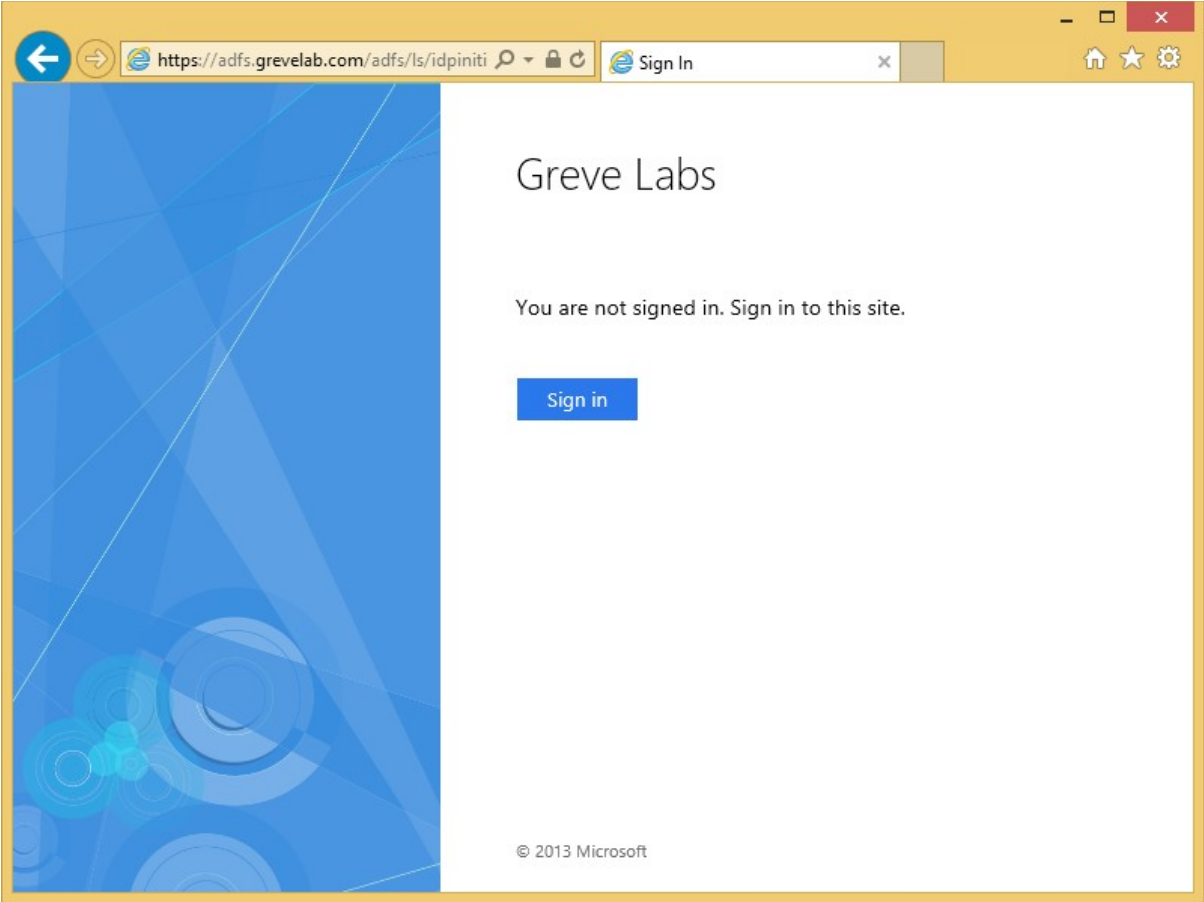 https://adfs.grevelab.com/adfs/ls/idpiniti
Sign In
Greve Labs
You are not signed in. Sign in to this site.
Sign in
© 2013 Microsoft